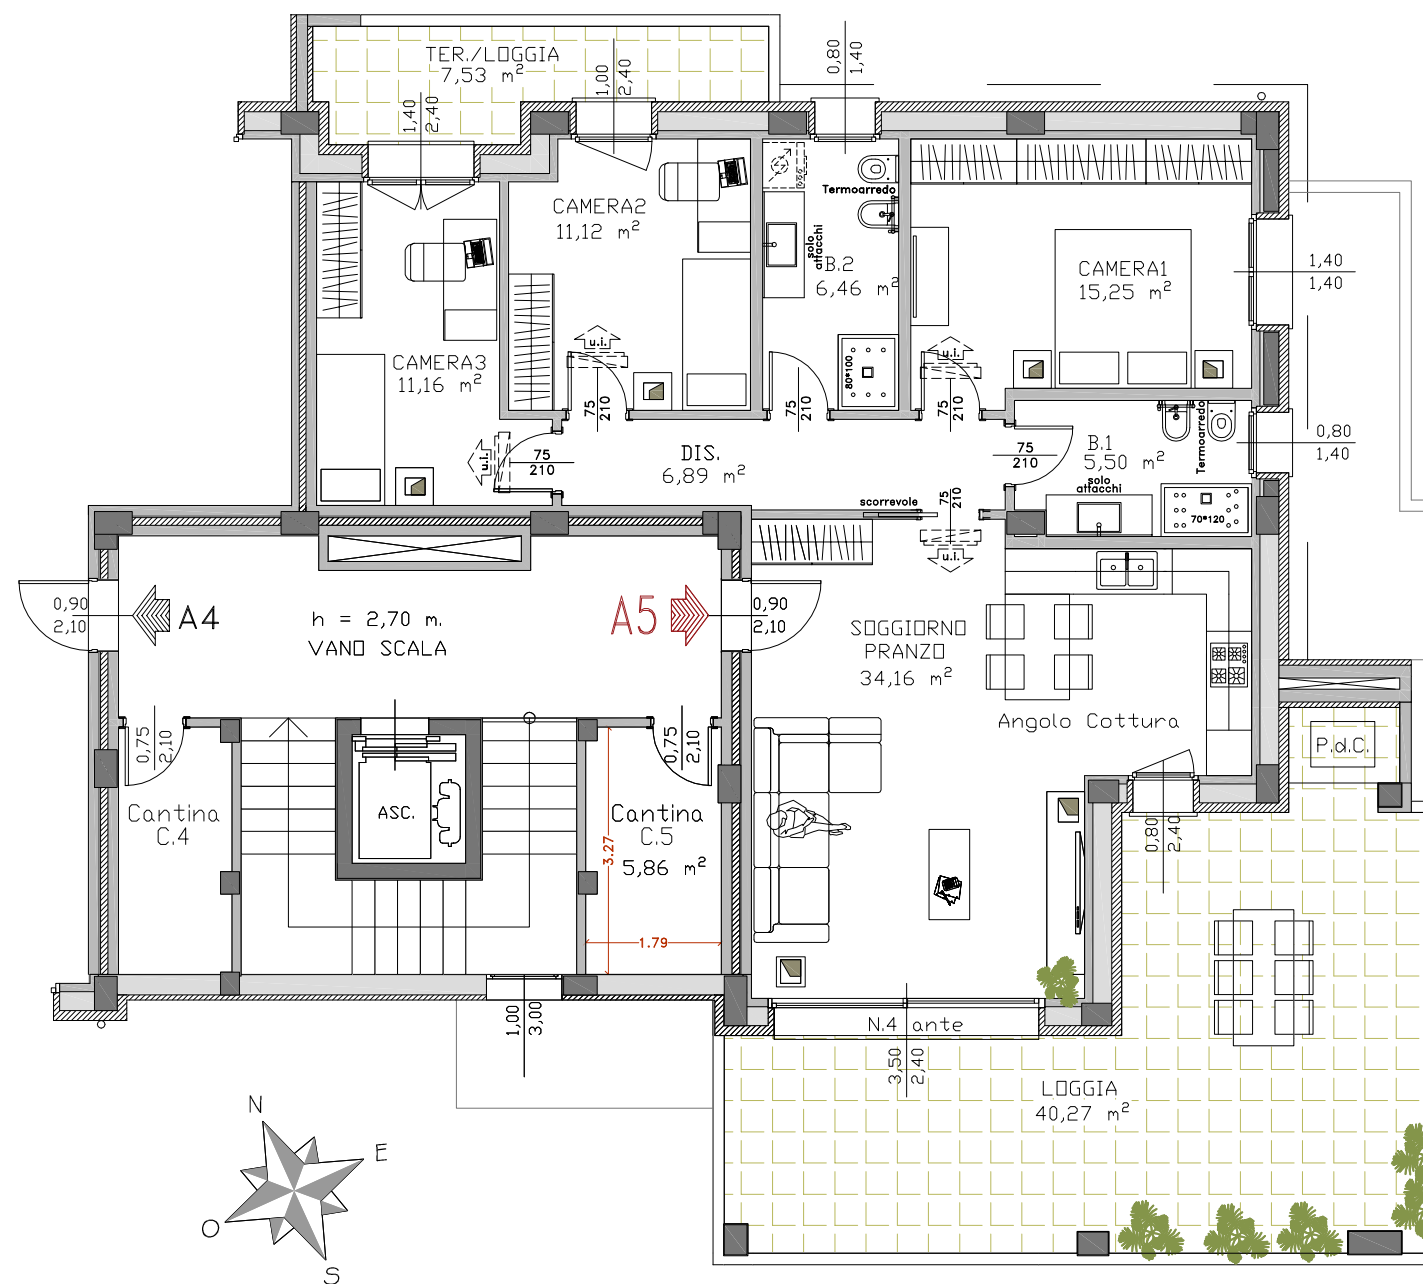 TER./LOGGIA
7,53 m²
1,40
2,40
1,00
2,40
0,80
1,40
CAMERA2
11,12 m²
Termoarredo
solo
attacchi
B.2
6,46 m²
80*100
CAMERA1
15,25 m²
1,40
1,40
CAMERA3
11,16 m²
u.i.
u.i.
u.i.
75
210
75
210
75
210
75
210
75
210
DIS.
6,89 m²
B.1
5,50 m²
Termoarredo
solo
attacchi
70*120
0,80
1,40
scorrevole
75
210
u.i.
0,90
2,10
A4
h = 2,70 m.
VANO SCALA
A5
0,90
2,10
SOGGIORNO
PRANZO
34,16 m²
Angolo Cottura
P.d.C.
0,75
2,10
0,75
2,10
Cantina
C.4
ASC.
Cantina
C.5
5,86 m²
3.27
1.79
0,80
2,40
1,00
3,00
N.4 ante
3,50
2,40
LOGGIA
40,27 m²
N
E
O
S